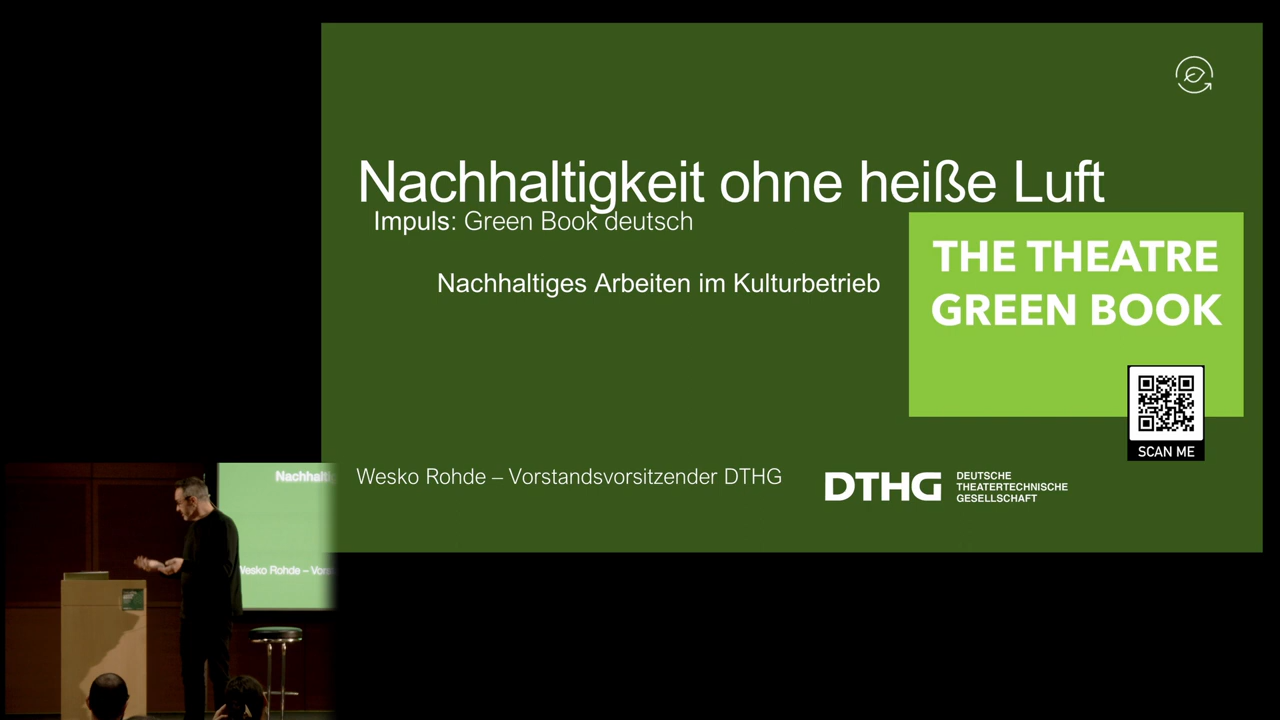 Nachhaltigkeit ohne heiße Luft
Impuls: Green Book deutsch
Nachhaltiges Arbeiten im Kulturbetrieb
THE THEATRE
GREEN BOOK
SCAN ME
Wesko Rohde – Vorstandsvorsitzender DTHG
DTHG
DEUTSCHE
THEATERTECHNISCHE
GESELLSCHAFT
Nachhaltig
Wesko Rohde – Vors